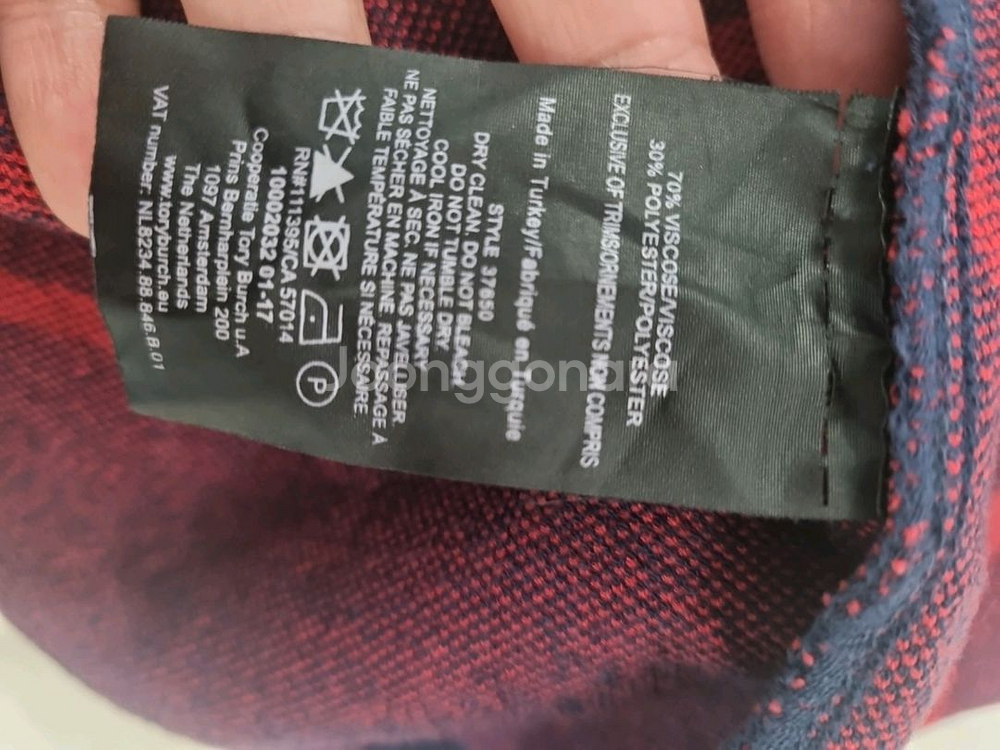 70% VISCOSE/VISCOSE
30% POLYESTER/POLYESTER
EXCLUSIVE OF TRIMS/ORNEMENTS NON COMPRIS
Made in Turkey/Fabriqué en Turquie
STYLE 37650
DRY CLEAN. DO NOT BLEACH
DO NOT TUMBLE DRY.
COOL IRON IF NECESSARY
NETTOYAGE À SEC. NE PAS JAVELLISER.
NE PAS SÉCHER EN MACHINE. REPASSAGE À
FAIBLE TEMPÉRATURE SI NÉCESSAIRE.
P
RN#111395/CA 57014
10002032 01-17
Cooperatie Tory Burch u.A
Prins Bernharplein 200
1097 Amsterdam
The Netherlands
www.toryburch.eu
VAT number: NL8234.88.846.B.01
Joonggonara